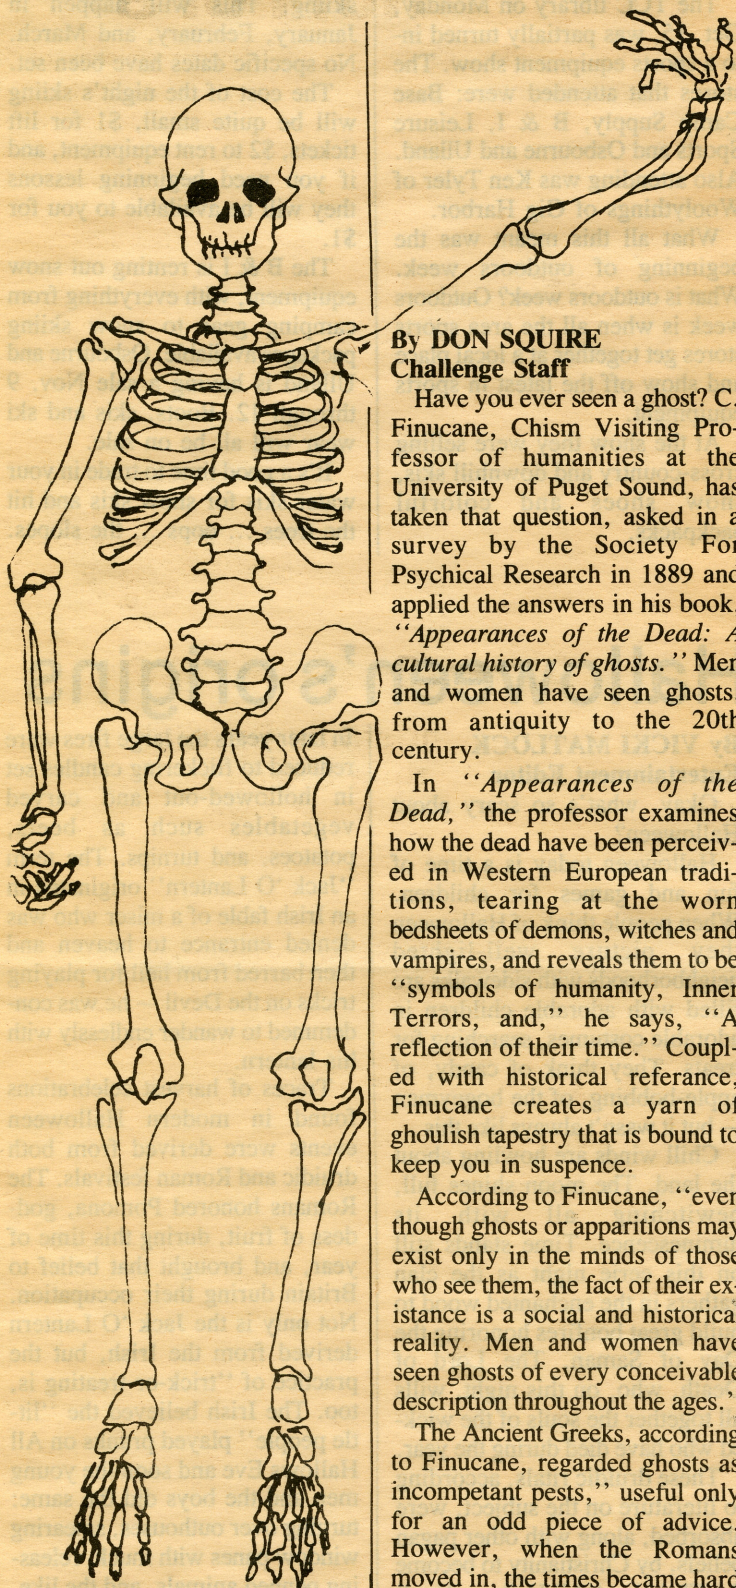 By DON SQUIRE
Challenge Staff
Have you ever seen a ghost? C.
Finucane, Chism Visiting Pro-
fessor of humanities at the
University of Puget Sound, has
taken that question, asked in a
survey by the Society For
Psychical Research in 1889 and
applied the answers in his book,
‘‘Appearances of the Dead: A
cultural history of ghosts.’’ Men
and women have seen ghosts,
from antiquity to the 20th
century.
In ‘‘Appearances of the
Dead,’’ the professor examines
how the dead have been perceiv-
ed in Western European tradi-
tions, tearing at the worn
bedsheets of demons, witches and
vampires, and reveals them to be
‘‘symbols of humanity, Inner
Terrors, and,’’ he says, ‘‘A
reflection of their time.’’ Coupl-
ed with historical referance,
Finucane creates a yarn of
ghoulish tapestry that is bound to
keep you in suspence.
According to Finucane, ‘‘even
though ghosts or apparitions may
exist only in the minds of those
who see them, the fact of their ex-
istance is a social and historical
reality. Men and women have
seen ghosts of every conceivable
description throughout the ages.’
The Ancient Greeks, according
to Finucane, regarded ghosts as
incompetant pests,’’ useful only
for an odd piece of advice.
However, when the Romans
moved in, the times became hard